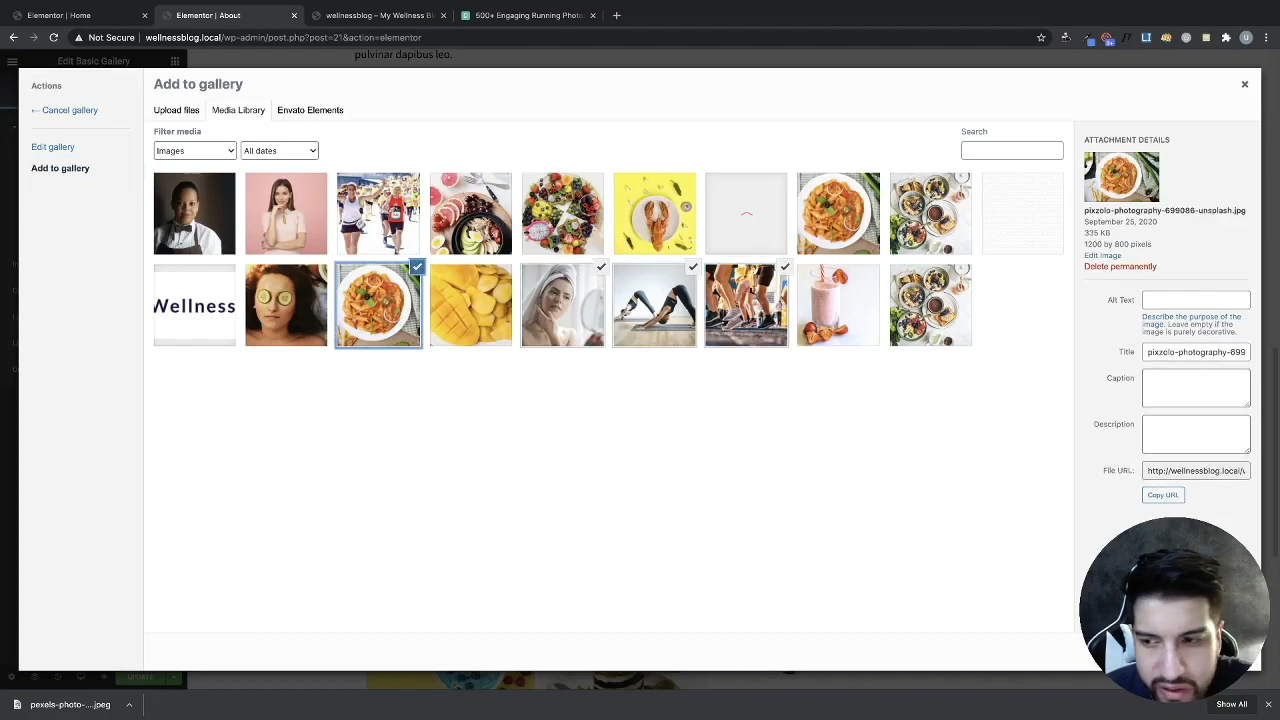 Elementor | Home
Elementor | About
wellnessblog – My Wellness Bl
500+ Engaging Running Photo
Not Secure | wellnessblog.local/wp-admin/post.php?post=21&action=elementor
pulvinar dapibus leo.
Edit Basic Gallery
Actions
← Cancel gallery
Edit gallery
Add to gallery
Add to gallery
Upload files
Media Library
Envato Elements
Filter media
Images
All dates
Search
Wellness
ATTACHMENT DETAILS
pixzolo-photography-699086-unsplash.jpg
September 25, 2020
335 KB
1200 by 800 pixels
Edit Image
Delete permanently
Alt Text
Describe the purpose of the
image. Leave empty if the
image is purely decorative.
Title
pixzolo-photography-699
Caption
Description
File URL:
http://wellnessblog.local/
Copy URL
UPDATE
pexels-photo-....jpeg
Show All